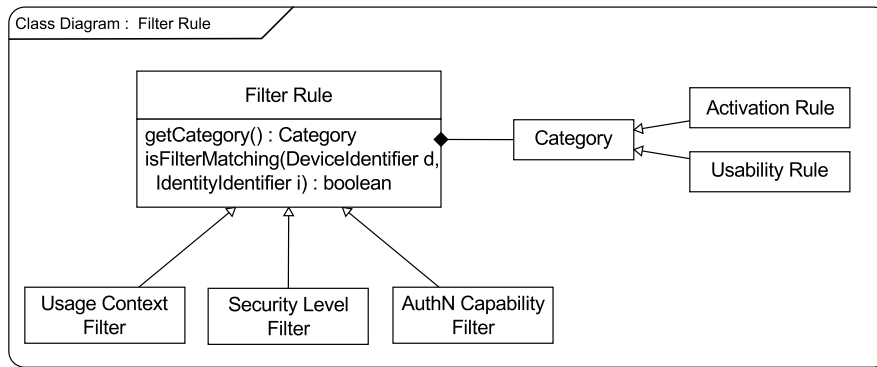 Class Diagram : Filter Rule
Filter Rule
getCategory() : Category
isFilterMatching(DeviceIdentifier d,
IdentityIdentifier i) : boolean
Category
Activation Rule
Usability Rule
Usage Context
Filter
Security Level
Filter
AuthN Capability
Filter